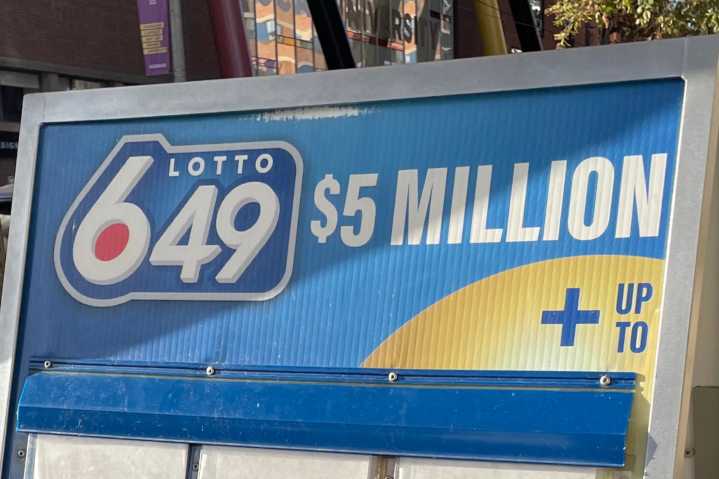 LOTTO
649
$5 MILLION
+ UP
TO